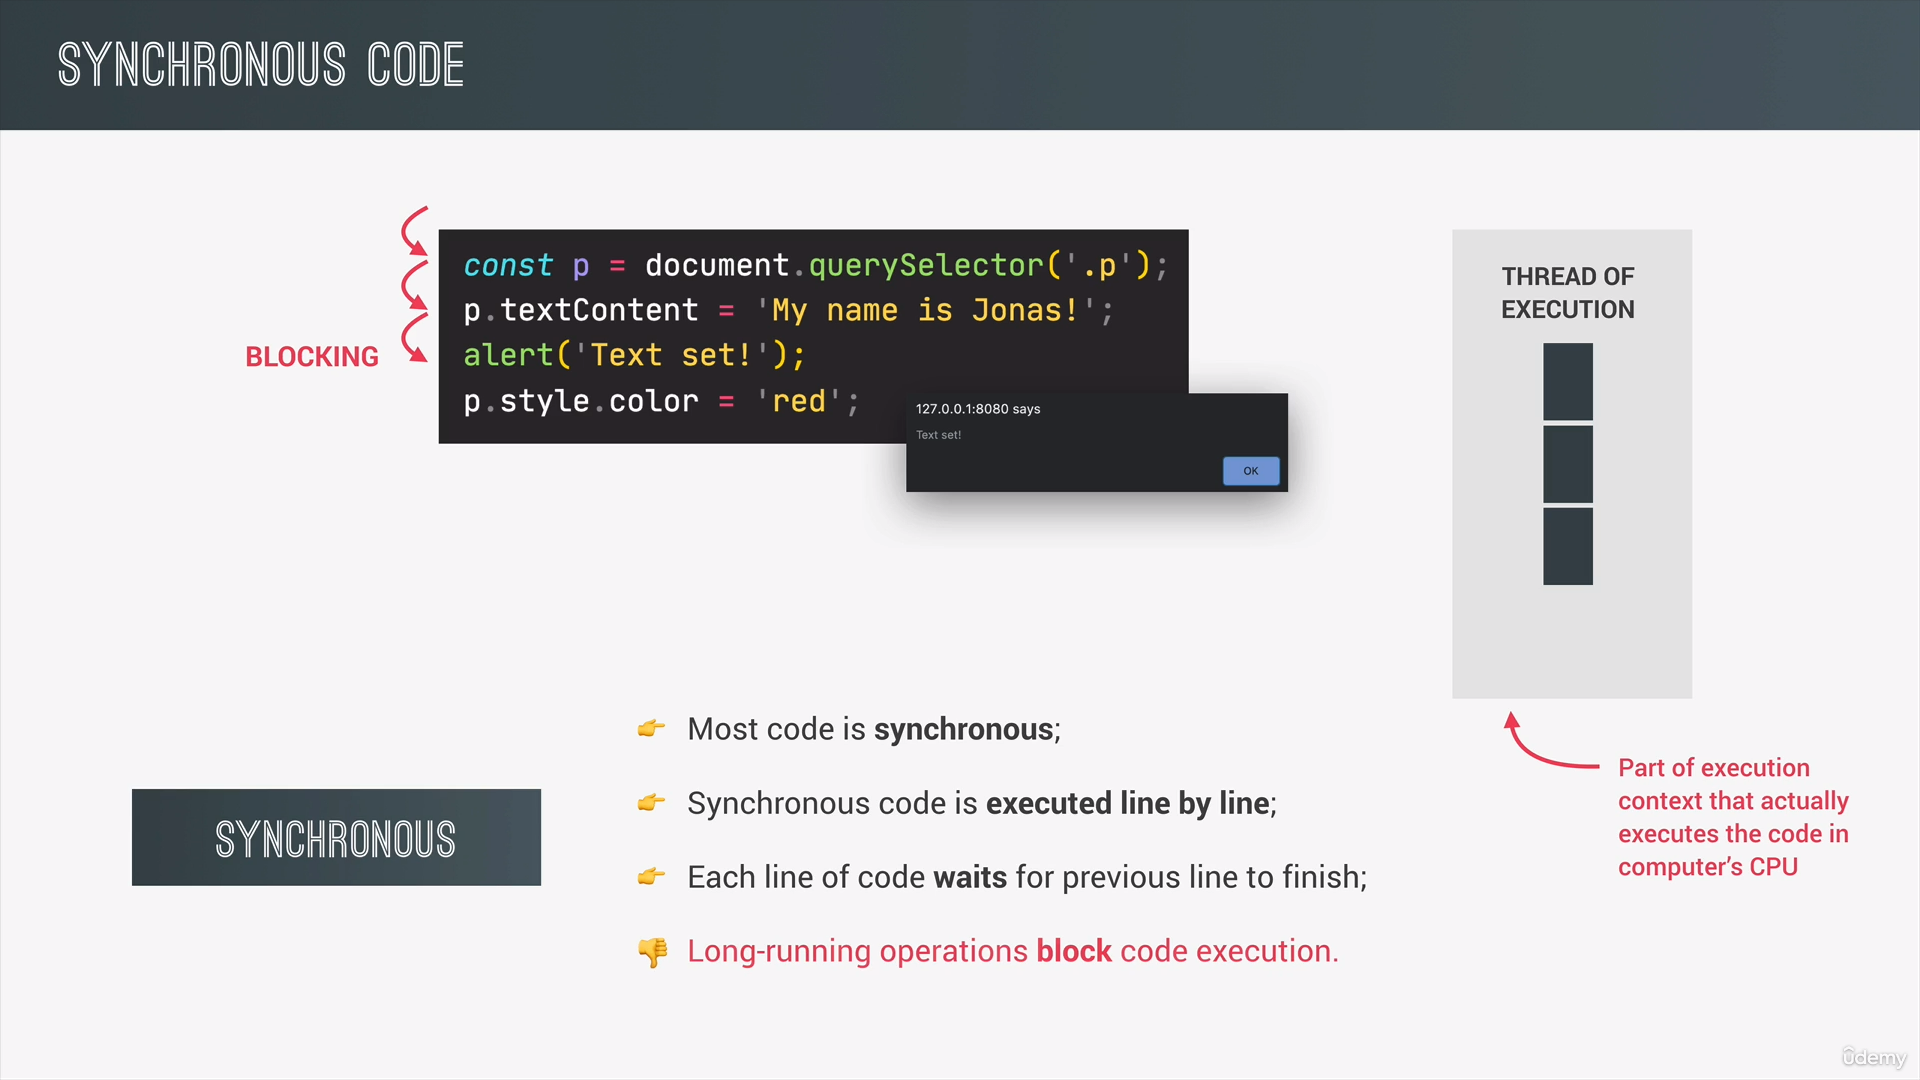 SYNCHRONOUS CODE
const p = document.querySelector('.p');
p.textContent = 'My name is Jonas!';
alert('Text set!');
p.style.color = 'red';
BLOCKING
127.0.0.1:8080 says
Text set!
OK
THREAD OF
EXECUTION
Part of execution
context that actually
executes the code in
computer’s CPU
SYNCHRONOUS
👉 Most code is synchronous;
👉 Synchronous code is executed line by line;
👉 Each line of code waits for previous line to finish;
👎 Long-running operations block code execution.
ûdemy